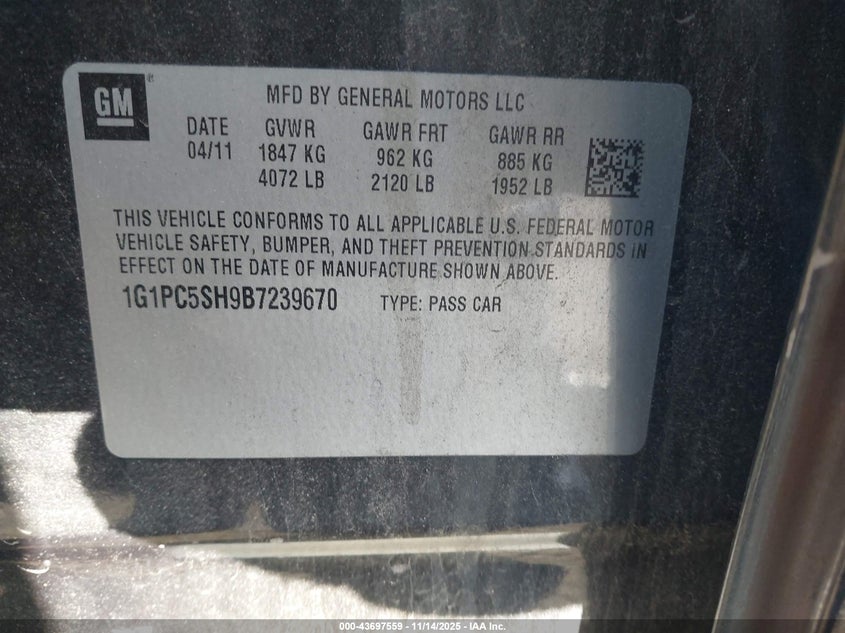 GM
MFD BY GENERAL MOTORS LLC
DATE GVWR GAWR FRT GAWR RR
04/11 1847 KG 962 KG 885 KG
4072 LB 2120 LB 1952 LB
THIS VEHICLE CONFORMS TO ALL APPLICABLE U.S. FEDERAL MOTOR
VEHICLE SAFETY, BUMPER, AND THEFT PREVENTION STANDARDS IN
EFFECT ON THE DATE OF MANUFACTURE SHOWN ABOVE.
1G1PC5SH9B7239670 TYPE: PASS CAR
000-43697559 - 11/14/2025 - IAA Inc.